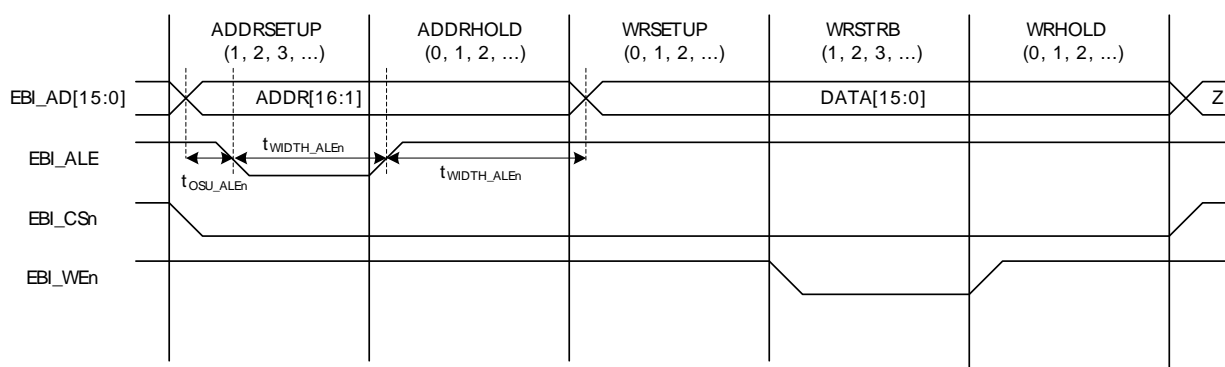 ADDRSETUP ADDRHOLD WRSETUP WRSTRB WRHOLD
(1, 2, 3, ...) (0, 1, 2, ...) (0, 1, 2, ...) (1, 2, 3, ...) (0, 1, 2, ...)
EBI_AD[15:0] ADDR[16:1] DATA[15:0] Z
EBI_ALE tWIDTH_ALEn
tOSU_ALEn tWIDTH_ALEn
EBI_CSn
EBI_WEn